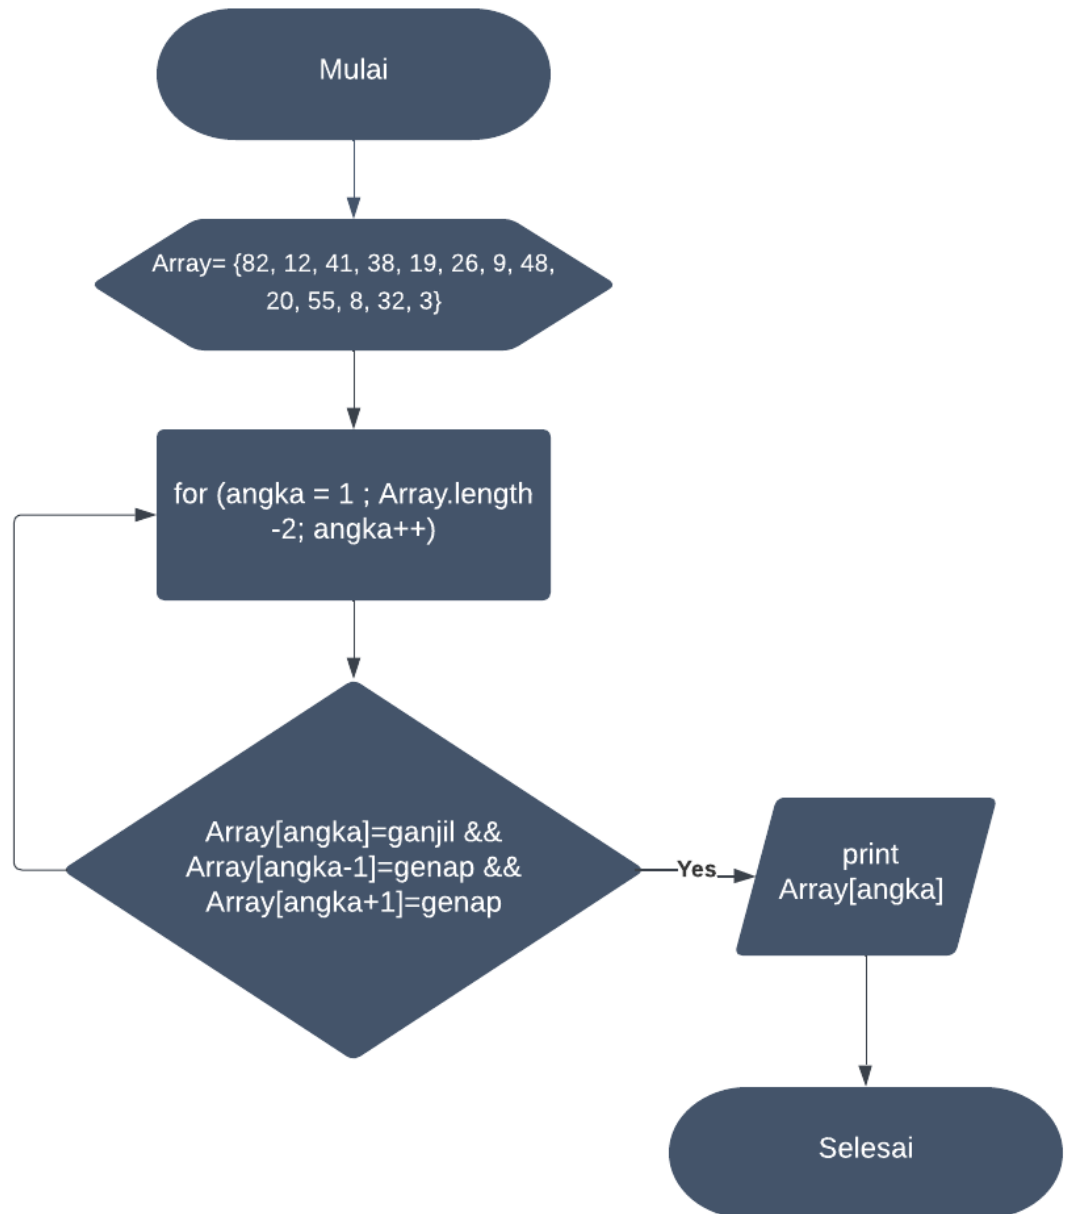 Mulai
Array= {82, 12, 41, 38, 19, 26, 9, 48,
20, 55, 8, 32, 3}
for (angka = 1 ; Array.length
-2; angka++)
Array[angka]=ganjil &&
Array[angka-1]=genap &&
Array[angka+1]=genap
Yes
print
Array[angka]
Selesai